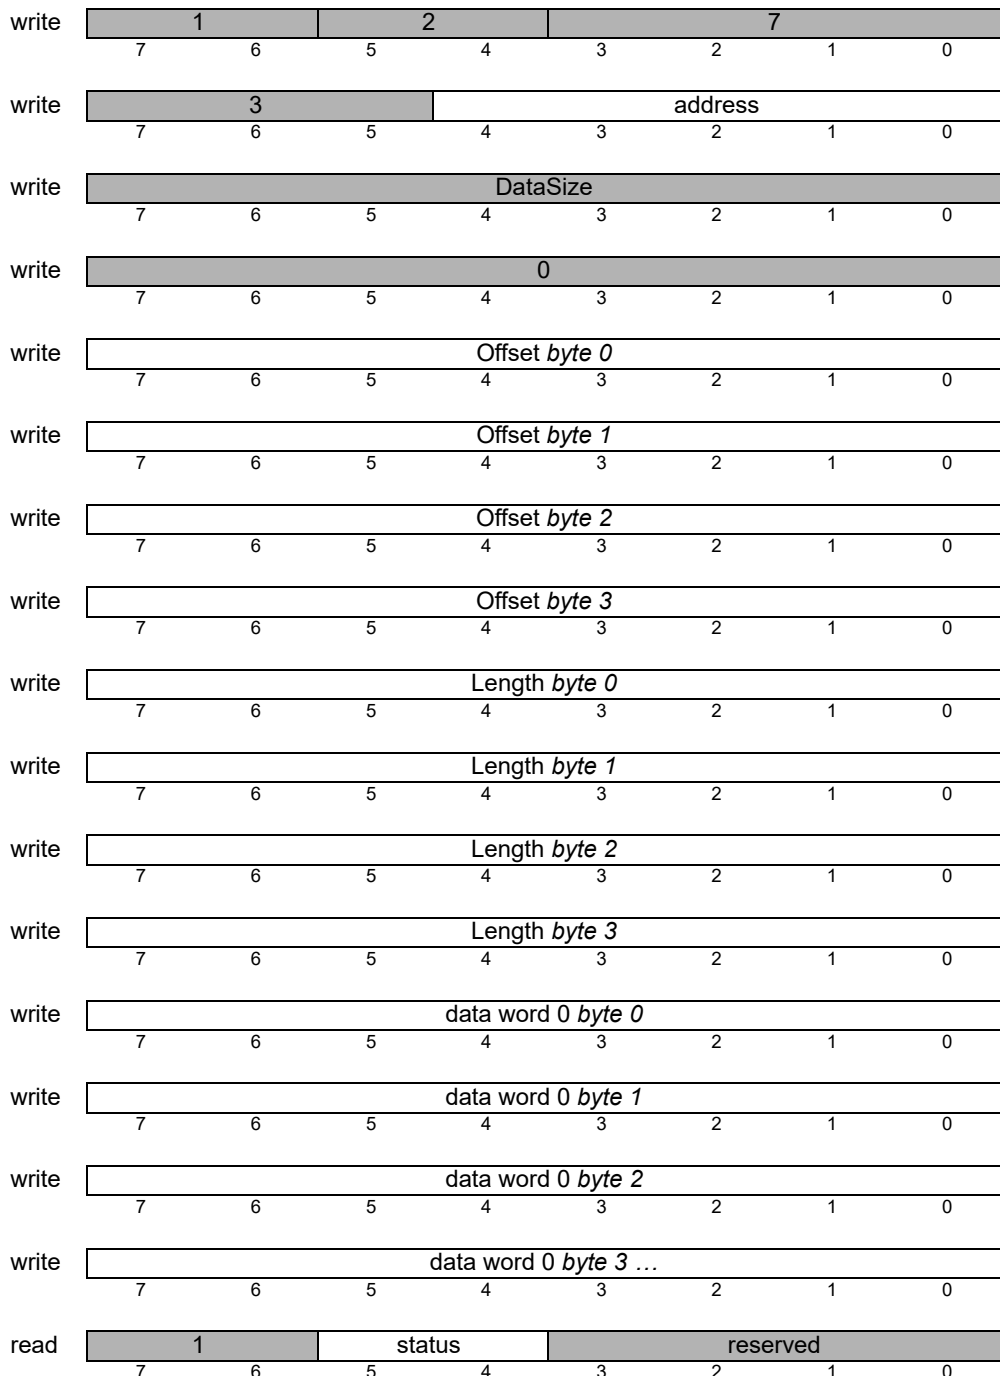 write 1 2 7
7 6 5 4 3 2 1 0
write 3 address
7 6 5 4 3 2 1 0
write DataSize
7 6 5 4 3 2 1 0
write 0
7 6 5 4 3 2 1 0
write Offset byte 0
7 6 5 4 3 2 1 0
write Offset byte 1
7 6 5 4 3 2 1 0
write Offset byte 2
7 6 5 4 3 2 1 0
write Offset byte 3
7 6 5 4 3 2 1 0
write Length byte 0
7 6 5 4 3 2 1 0
write Length byte 1
7 6 5 4 3 2 1 0
write Length byte 2
7 6 5 4 3 2 1 0
write Length byte 3
7 6 5 4 3 2 1 0
write data word 0 byte 0
7 6 5 4 3 2 1 0
write data word 0 byte 1
7 6 5 4 3 2 1 0
write data word 0 byte 2
7 6 5 4 3 2 1 0
write data word 0 byte 3 …
7 6 5 4 3 2 1 0
read 1 status reserved
7 6 5 4 3 2 1 0